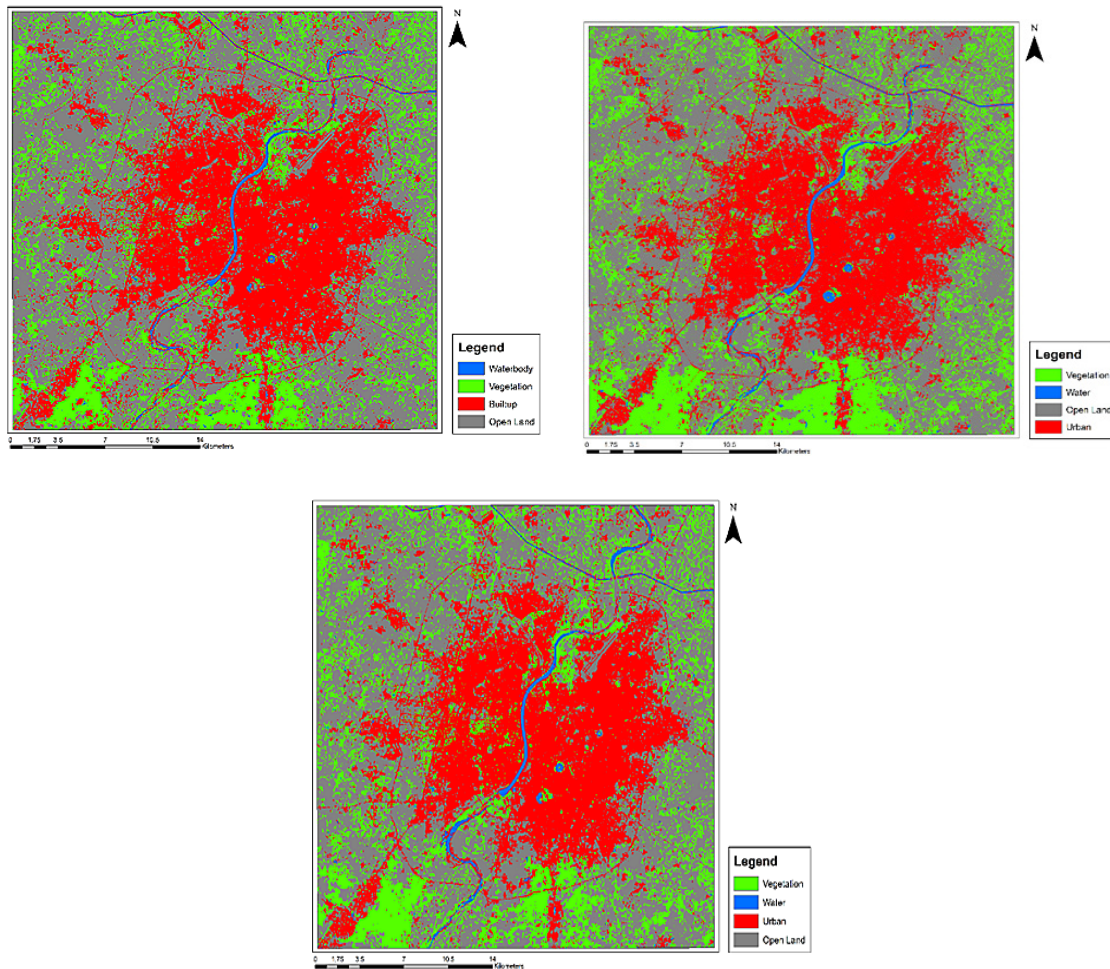 N
N
Legend
Waterbody
Vegetation
Builtup
Open Land
0 1.75 3.5 7 10.5 14
Kilometers
Legend
Vegetation
Water
Open Land
Urban
0 1.75 3.5 7 10.5 14
Kilometers
N
Legend
Vegetation
Water
Urban
Open Land
0 1.75 3.5 7 10.5 14
Kilometers